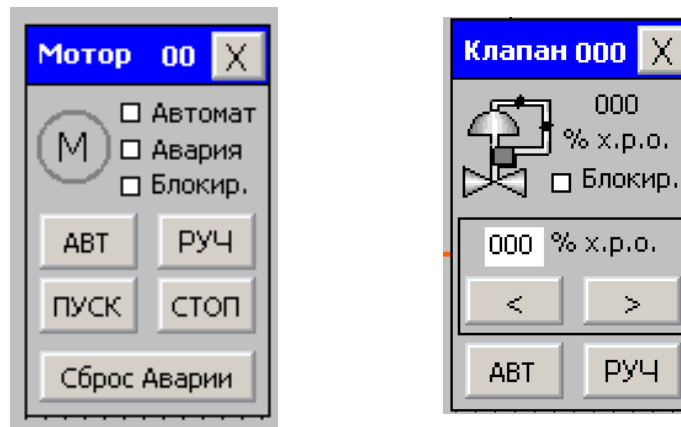 Мотор 00 X
M
Автомат
Авария
Блокир.
АВТ РУЧ
ПУСК СТОП
Сброс Аварии
Клапан 000 X
000
% х.р.о.
Блокир.
000 % х.р.о.
< >
АВТ РУЧ